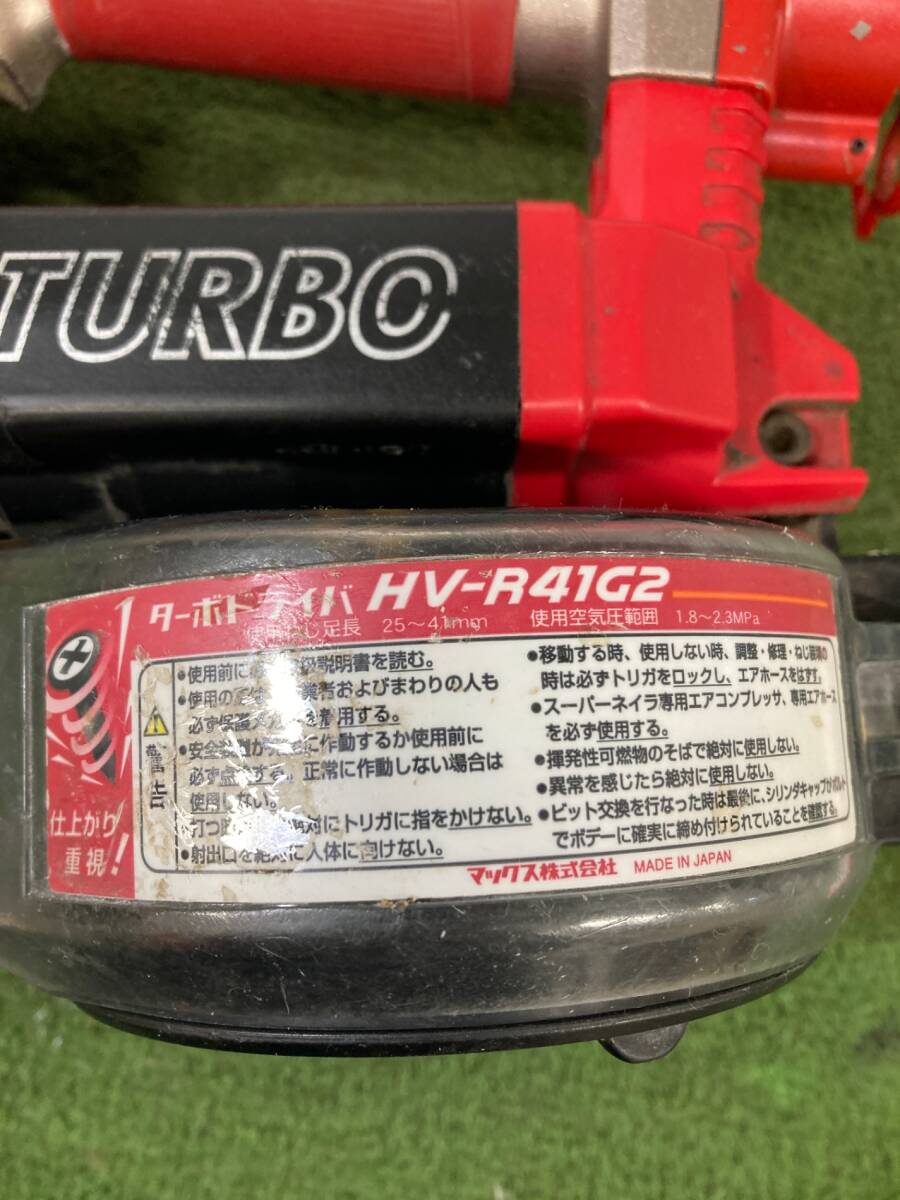 TURBO
ターボドライバ HV-R41G2
使用ねじ足長 25～41mm 使用空気圧範囲 1.8～2.3MPa
仕上がり
重視!
警告
・使用前に 説明書を読む。
・使用の 業者およびまわりの人も
必ず保護 を着用する。
・安全装置が に作動するか使用前に
必ず点 する。正常に作動しない場合は
使用しない。
打つ 対にトリガに指をかけない。
・射出口を絶対に人体に向けない。
・移動する時、使用しない時、調整・修理・ねじ装填の
時は必ずトリガをロックし、エアホースをはずす。
・スーパーネイラ専用エアコンプレッサ、専用エアホース
を必ず使用する。
・揮発性可燃物のそばで絶対に使用しない。
・異常を感じたら絶対に使用しない。
・ビット交換を行なった時は最後に、シリンダキャップがボルト
でボデーに確実に締め付けられていることを確認する。
マックス株式会社 MADE IN JAPAN